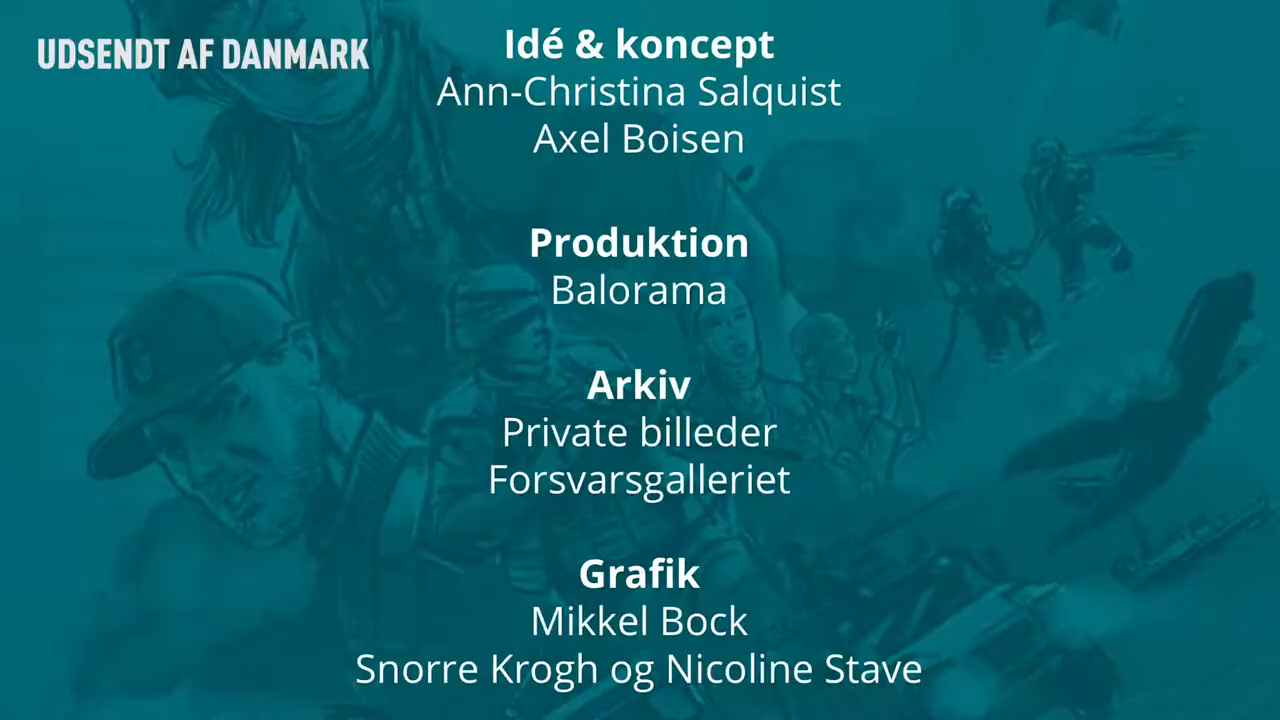 UDSENDT AF DANMARK
Idé & koncept
Ann-Christina Salquist
Axel Boisen
Produktion
Balorama
Arkiv
Private billeder
Forsvarsgalleriet
Grafik
Mikkel Bock
Snorre Krogh og Nicoline Stave